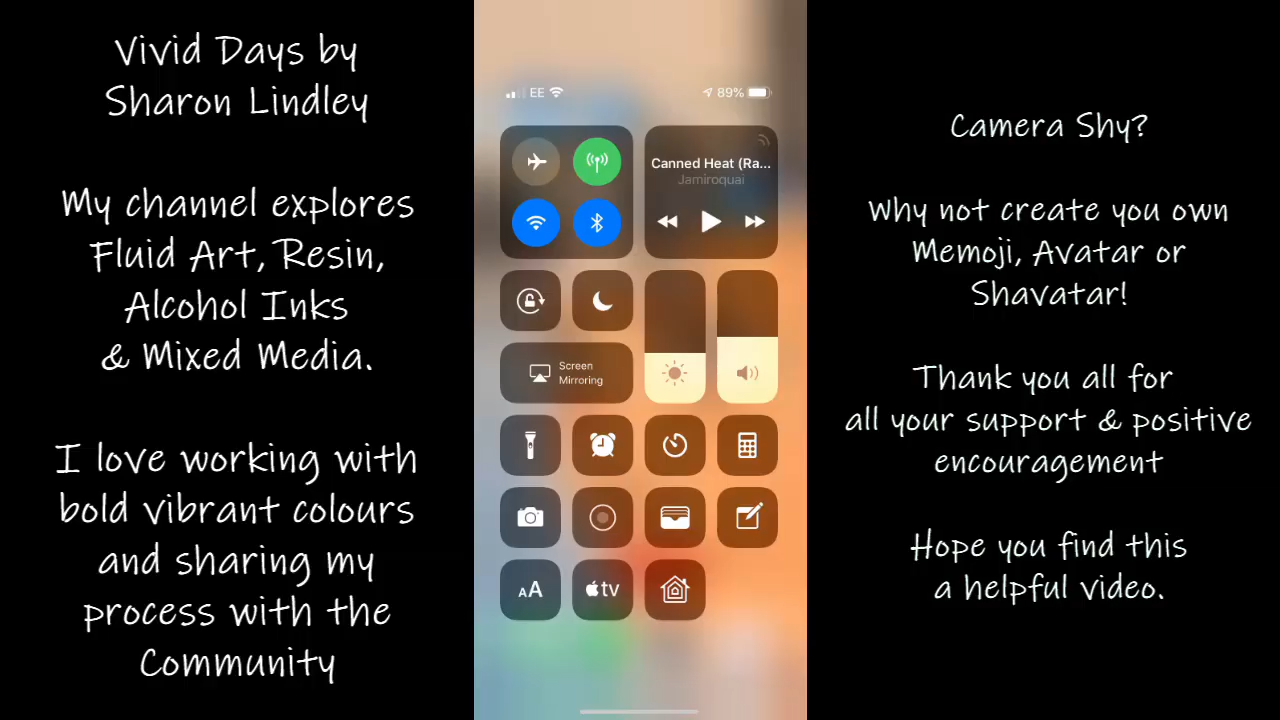 Vivid Days by
Sharon Lindley
My channel explores
Fluid Art, Resin,
Alcohol Inks
& Mixed Media.
I love working with
bold vibrant colours
and sharing my
process with the
Community
EE
89%
Canned Heat (Ra...
Jamiroquai
Screen
Mirroring
AA
tv
Camera Shy?
Why not create you own
Memoji, Avatar or
Shavatar!
Thank you all for
all your support & positive
encouragement
Hope you find this
a helpful video.